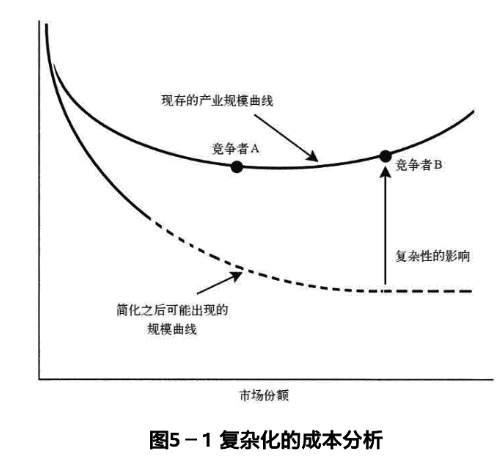 现存的产业规模曲线
竞争者A
竞争者B
复杂性的影响
简化之后可能出现的
规模曲线
市场份额
图5－1 复杂化的成本分析